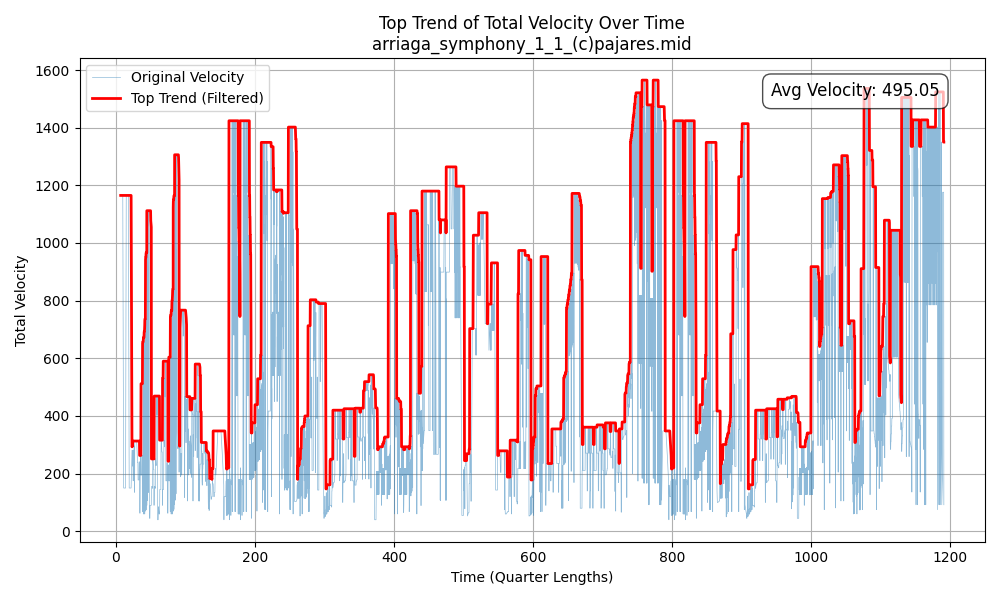 Top Trend of Total Velocity Over Time
arriaga_symphony_1_1_(c)pajares.mid
Original Velocity
Top Trend (Filtered)
Avg Velocity: 495.05
Total Velocity
1600
1400
1200
1000
800
600
400
200
0
0 200 400 600 800 1000 1200
Time (Quarter Lengths)